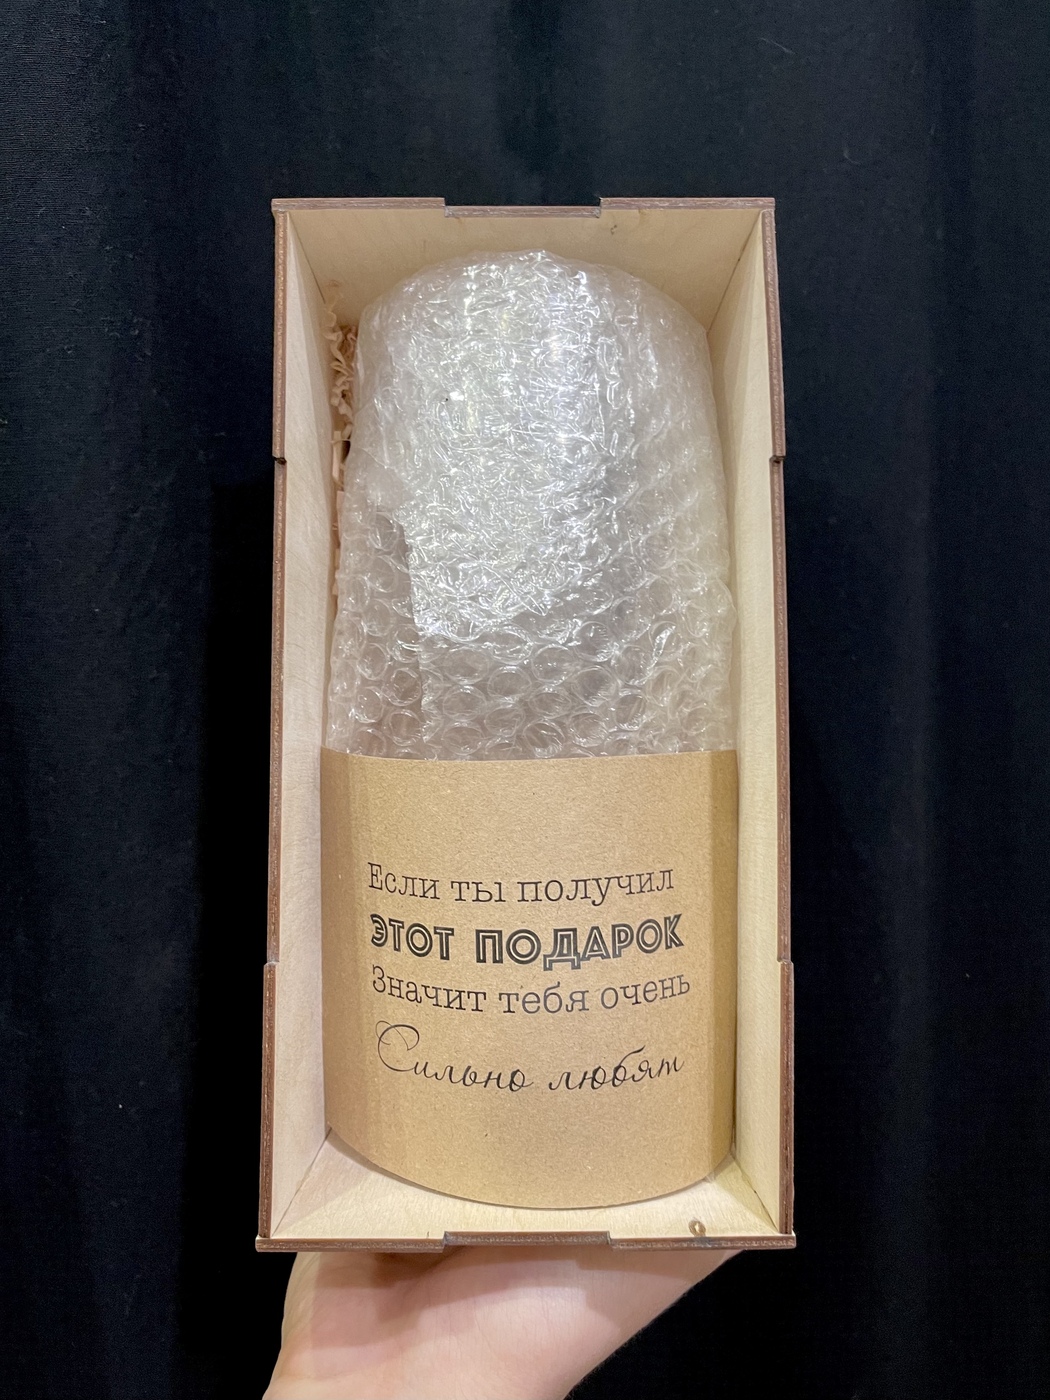 Если ты получил
ЭТОТ ПОДАРОК
Значит тебя очень
Сильно любят